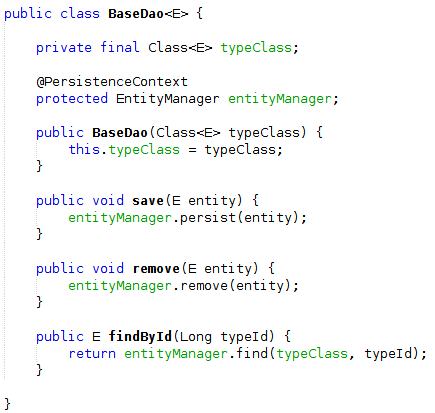 public class BaseDao<E> {
private final Class<E> typeClass;
@PersistenceContext
protected EntityManager entityManager;
public BaseDao(Class<E> typeClass) {
this.typeClass = typeClass;
}
public void save(E entity) {
entityManager.persist(entity);
}
public void remove(E entity) {
entityManager.remove(entity);
}
public E findById(Long typeId) {
return entityManager.find(typeClass, typeId);
}
}